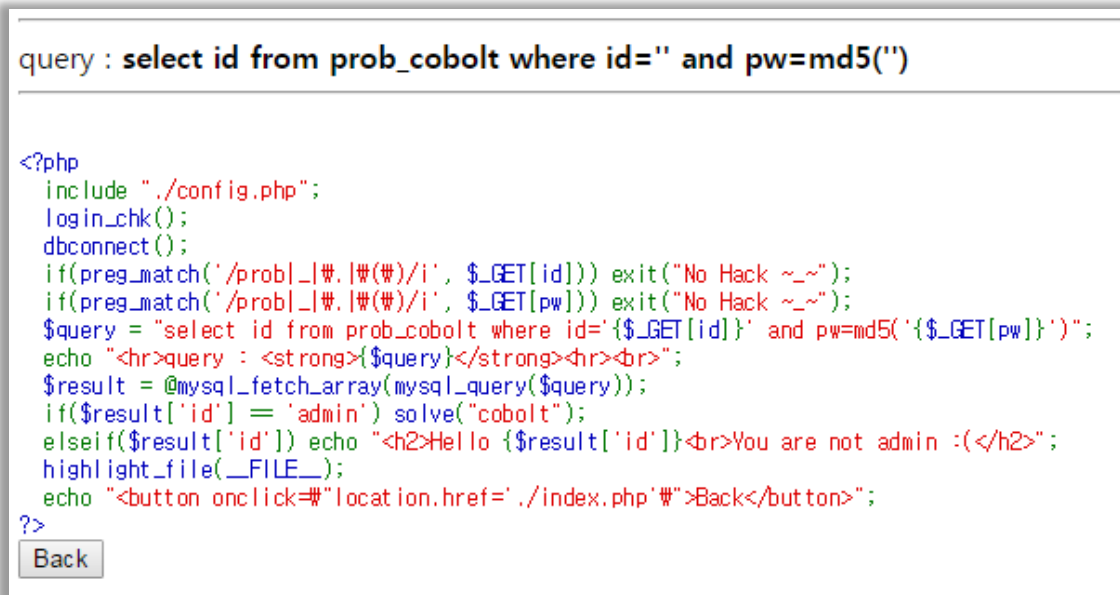 query : select id from prob_cobolt where id='' and pw=md5('')
<?php
  include "./config.php";
  login_chk();
  dbconnect();
  if(preg_match('/prob|_|₩.|₩(₩)/i', $_GET[id])) exit("No Hack ~_~");
  if(preg_match('/prob|_|₩.|₩(₩)/i', $_GET[pw])) exit("No Hack ~_~");
  $query = "select id from prob_cobolt where id='{$_GET[id]}' and pw=md5('{$_GET[pw]}')";
  echo "<hr>query : <strong>{$query}</strong><hr><br>";
  $result = @mysql_fetch_array(mysql_query($query));
  if($result['id'] == 'admin') solve("cobolt");
  elseif($result['id']) echo "<h2>Hello {$result['id']}<br>You are not admin :(</h2>";
  highlight_file(__FILE__);
  echo "<button onclick=₩"location.href='./index.php'₩">Back</button>";
?>
Back